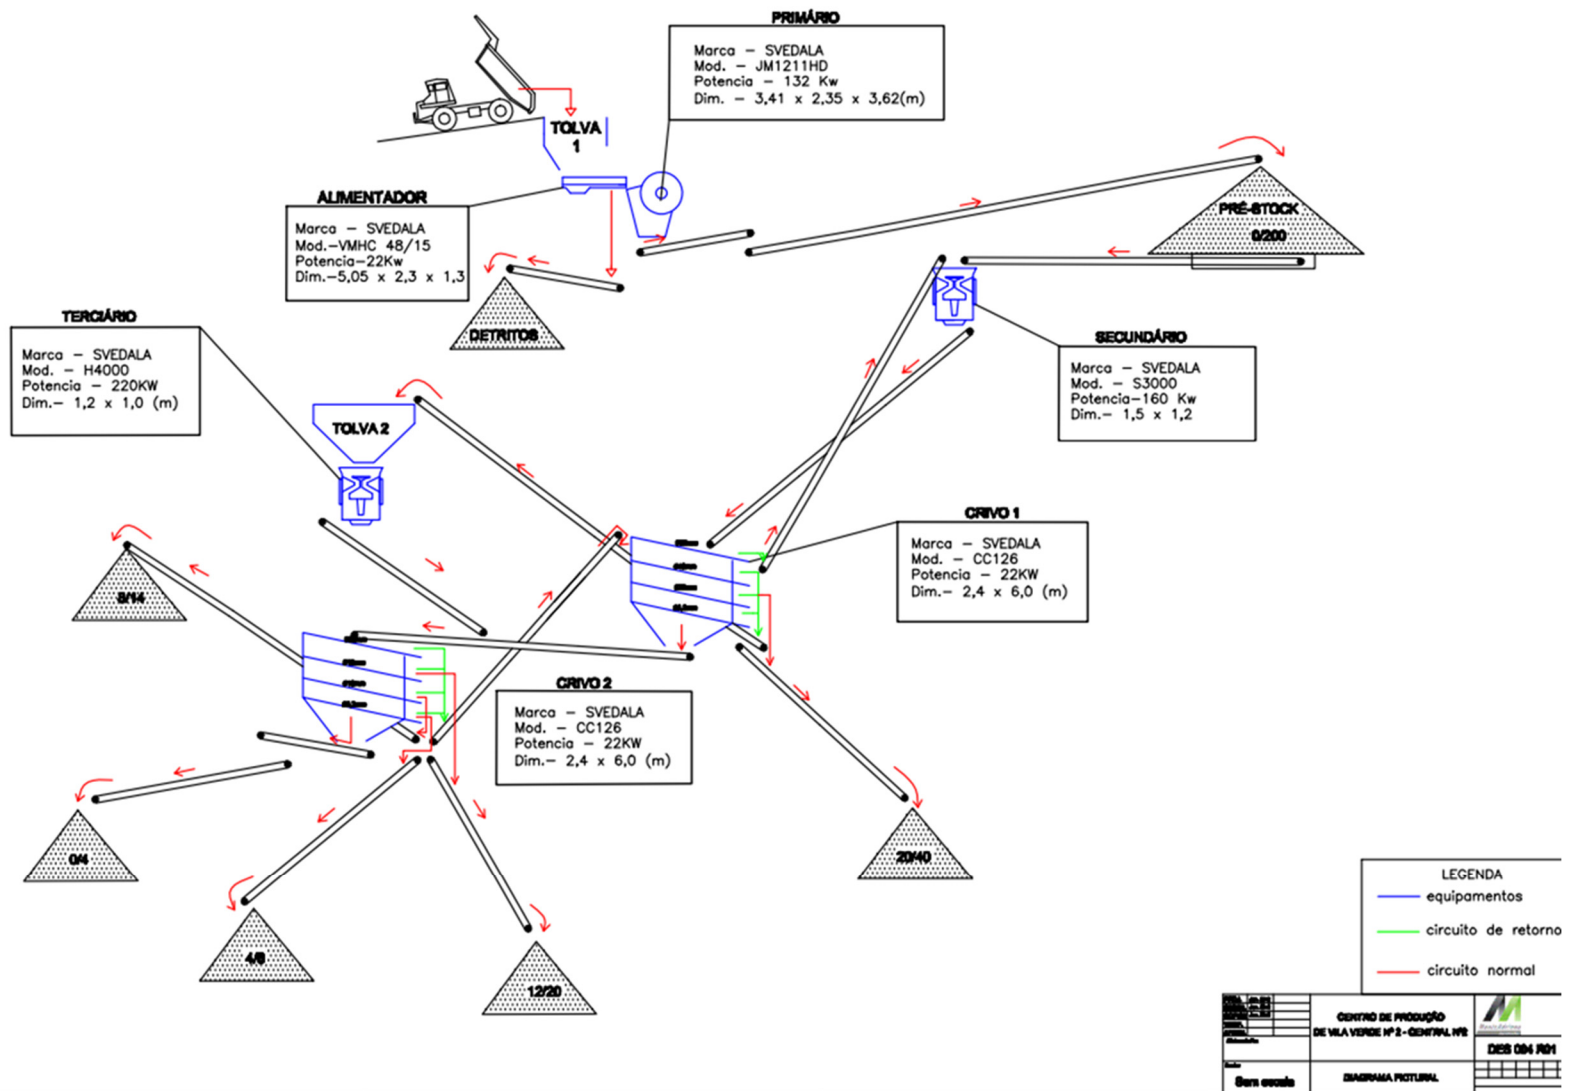 PRIMÁRIO
Marca - SVEDALA
Mod. - JM1211HD
Potencia - 132 Kw
Dim. - 3,41 x 2,35 x 3,62(m)
TOLVA
1
ALIMENTADOR
Marca - SVEDALA
Mod.-VMHC 48/15
Potencia-22Kw
Dim.-5,05 x 2,3 x 1,3
PRÉ-STOCK
0/200
DETRITOS
TERCIÁRIO
Marca - SVEDALA
Mod. - H4000
Potencia - 220KW
Dim.- 1,2 x 1,0 (m)
SECUNDÁRIO
Marca - SVEDALA
Mod. - S3000
Potencia-160 Kw
Dim.- 1,5 x 1,2
TOLVA 2
CRIVO 1
Marca - SVEDALA
Mod. - CC126
Potencia - 22KW
Dim.- 2,4 x 6,0 (m)
8/14
CRIVO 2
Marca - SVEDALA
Mod. - CC126
Potencia - 22KW
Dim.- 2,4 x 6,0 (m)
0/4
20/40
4/8
12/20
LEGENDA
equipamentos
circuito de retorno
circuito normal
CENTRO DE PRODUÇÃO
DE VILA VERDE Nº 2 - CENTRAL Nº2
DES 084 R01
Sem escala
DIAGRAMA PICTURAL